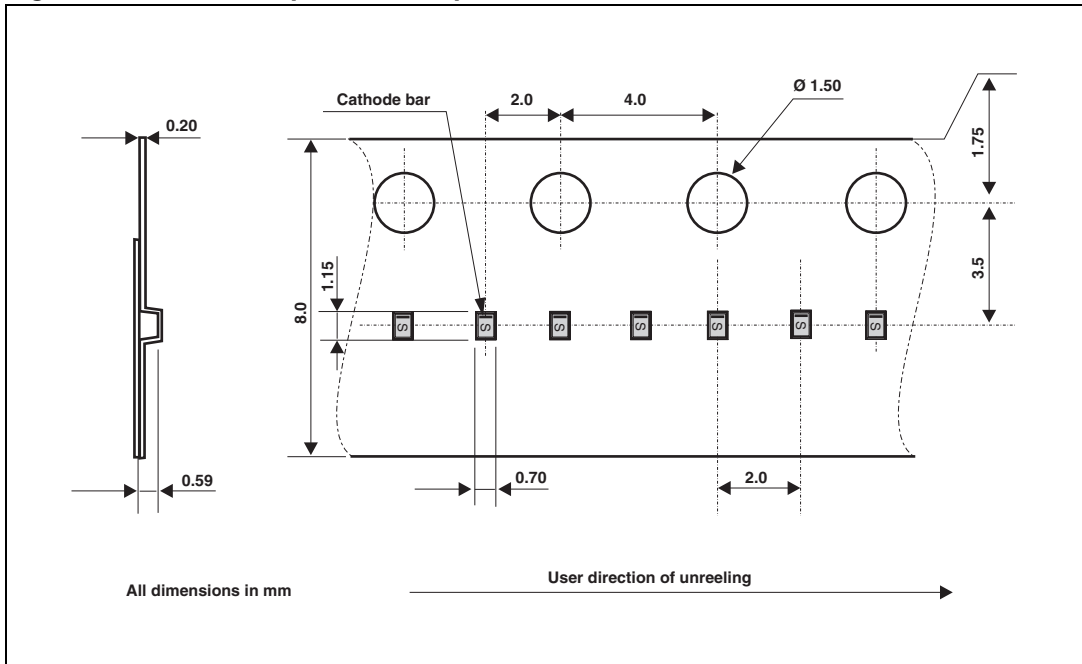 Cathode bar
2.0
4.0
Ø 1.50
0.20
1.75
3.5
1.15
8.0
S S S S S S S
0.59
0.70
2.0
All dimensions in mm
User direction of unreeling